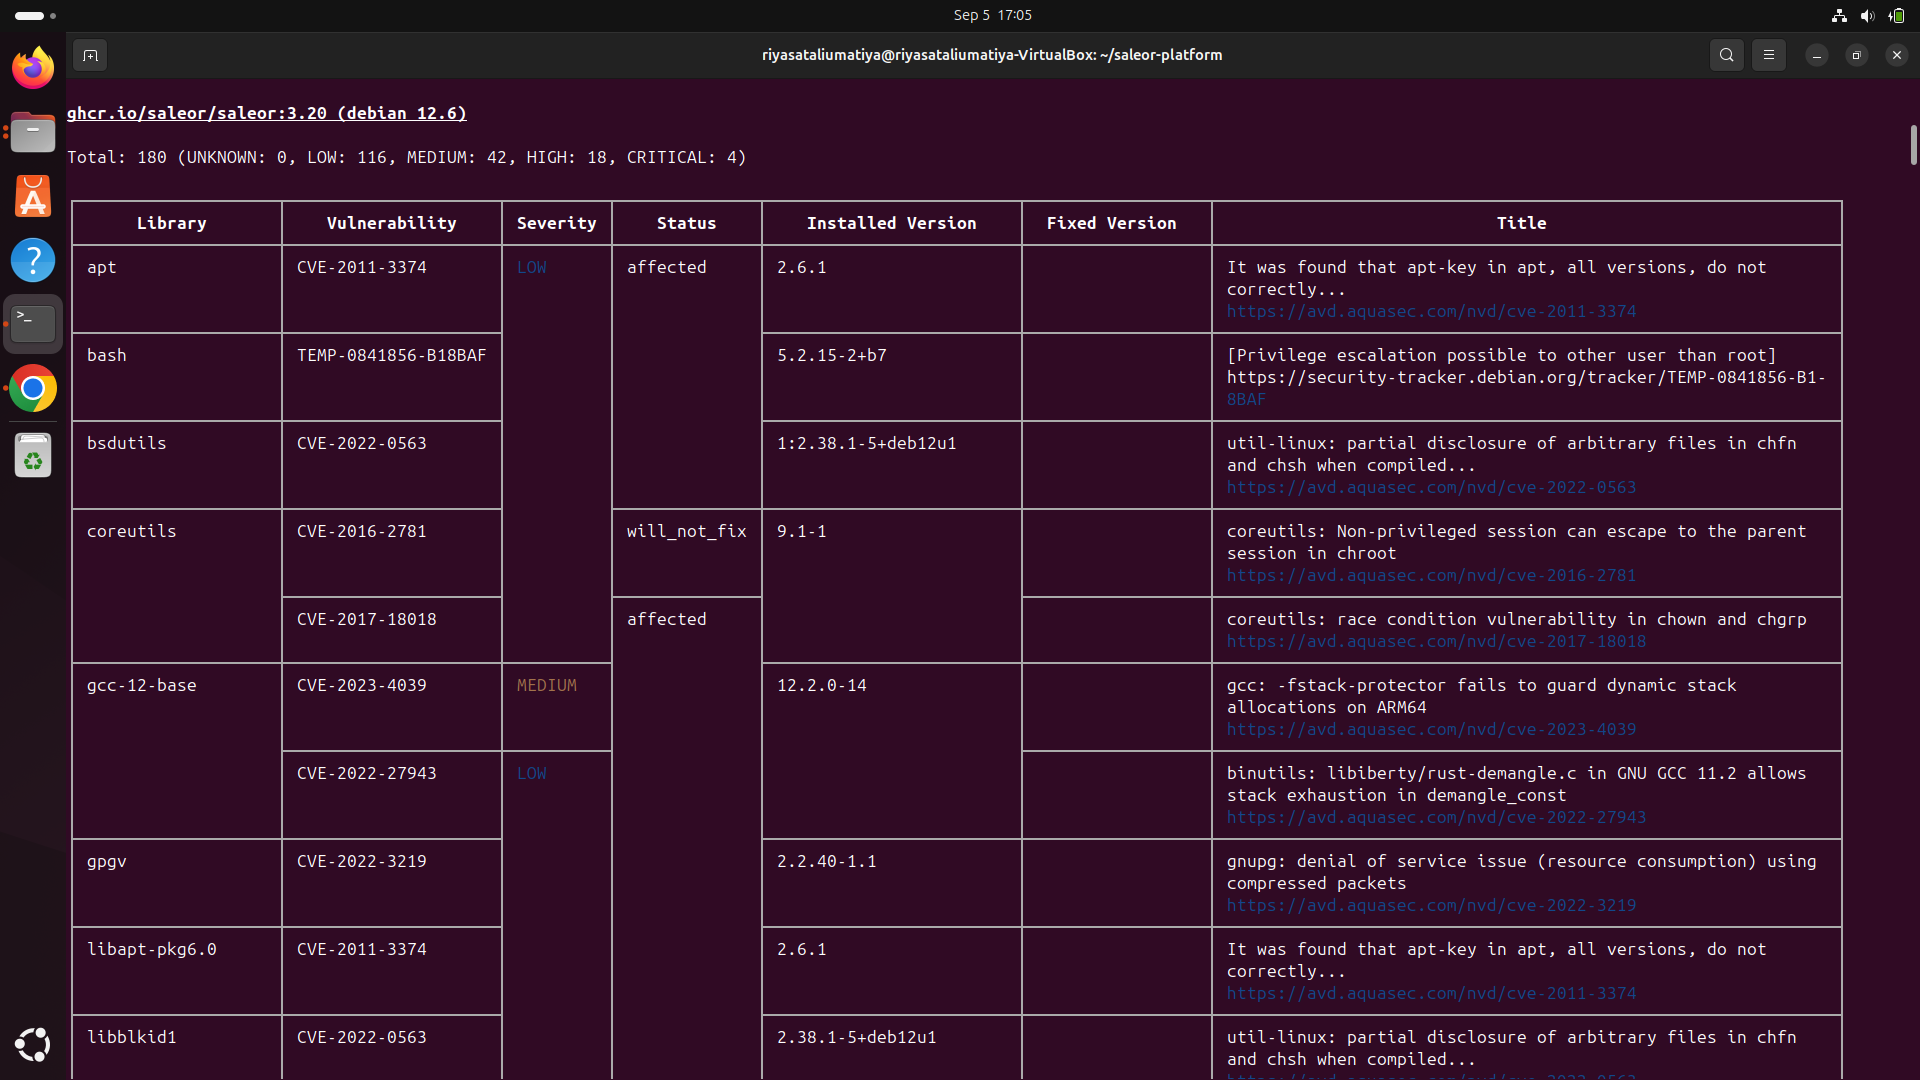 Sep 5 17:05
riyasataliumatiya@riyasataliumatiya-VirtualBox: ~/saleor-platform
ghcr.io/saleor/saleor:3.20 (debian 12.6)
Total: 180 (UNKNOWN: 0, LOW: 116, MEDIUM: 42, HIGH: 18, CRITICAL: 4)
Library Vulnerability Severity Status Installed Version Fixed Version Title
apt CVE-2011-3374 LOW affected 2.6.1 It was found that apt-key in apt, all versions, do not
correctly...
https://avd.aquasec.com/nvd/cve-2011-3374
bash TEMP-0841856-B18BAF 5.2.15-2+b7 [Privilege escalation possible to other user than root]
https://security-tracker.debian.org/tracker/TEMP-0841856-B1-
8BAF
bsdutils CVE-2022-0563 1:2.38.1-5+deb12u1 util-linux: partial disclosure of arbitrary files in chfn
and chsh when compiled...
https://avd.aquasec.com/nvd/cve-2022-0563
coreutils CVE-2016-2781 will_not_fix 9.1-1 coreutils: Non-privileged session can escape to the parent
session in chroot
https://avd.aquasec.com/nvd/cve-2016-2781
CVE-2017-18018 affected coreutils: race condition vulnerability in chown and chgrp
https://avd.aquasec.com/nvd/cve-2017-18018
gcc-12-base CVE-2023-4039 MEDIUM 12.2.0-14 gcc: -fstack-protector fails to guard dynamic stack
allocations on ARM64
https://avd.aquasec.com/nvd/cve-2023-4039
CVE-2022-27943 LOW binutils: libiberty/rust-demangle.c in GNU GCC 11.2 allows
stack exhaustion in demangle_const
https://avd.aquasec.com/nvd/cve-2022-27943
gpgv CVE-2022-3219 2.2.40-1.1 gnupg: denial of service issue (resource consumption) using
compressed packets
https://avd.aquasec.com/nvd/cve-2022-3219
libapt-pkg6.0 CVE-2011-3374 2.6.1 It was found that apt-key in apt, all versions, do not
correctly...
https://avd.aquasec.com/nvd/cve-2011-3374
libblkid1 CVE-2022-0563 2.38.1-5+deb12u1 util-linux: partial disclosure of arbitrary files in chfn
and chsh when compiled...